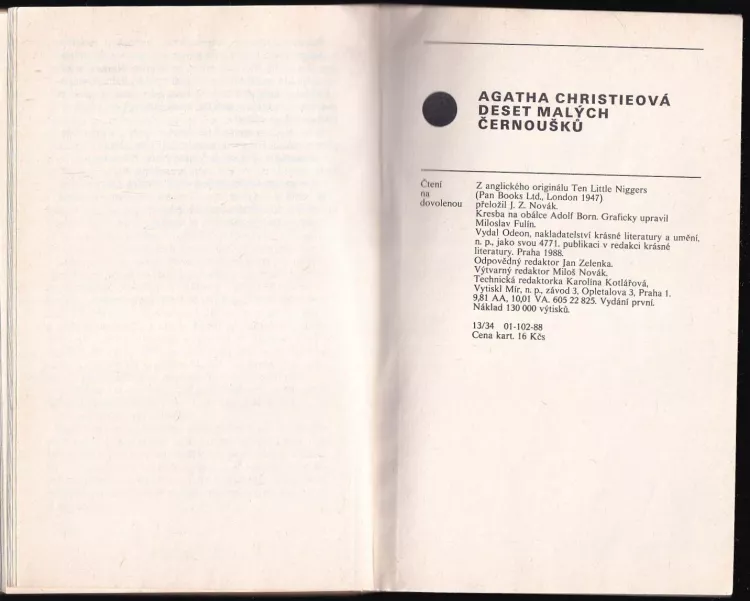 AGATHA CHRISTIEOVÁ
DESET MALÝCH
ČERNOUŠKŮ
Čtení
na
dovolenou
Z anglického originálu Ten Little Niggers
(Pan Books Ltd., London 1947)
přeložil J. Z. Novák.
Kresba na obálce Adolf Born. Graficky upravil
Miloslav Fulín.
Vydal Odeon, nakladatelství krásné literatury a umění,
n. p., jako svou 4771. publikaci v redakci krásné
literatury. Praha 1988.
Odpovědný redaktor Jan Zelenka.
Výtvarný redaktor Miloš Novák.
Technická redaktorka Karolina Kotlářová,
Vytiskl Mír, n. p., závod 3, Opletalova 3, Praha 1.
9,81 AA, 10,01 VA. 605 22 825. Vydání první.
Náklad 130 000 výtisků.
13/34 01-102-88
Cena kart. 16 Kčs